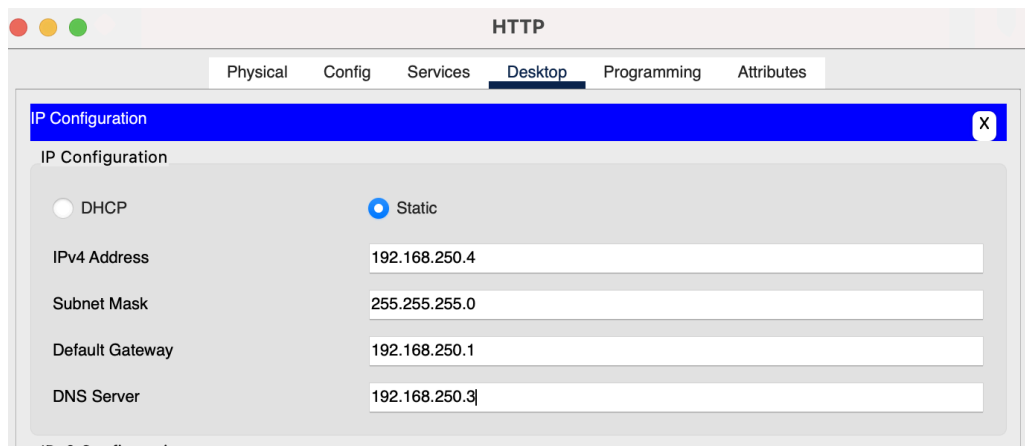 HTTP
Physical Config Services Desktop Programming Attributes
IP Configuration X
IP Configuration
DHCP Static
IPv4 Address 192.168.250.4
Subnet Mask 255.255.255.0
Default Gateway 192.168.250.1
DNS Server 192.168.250.3